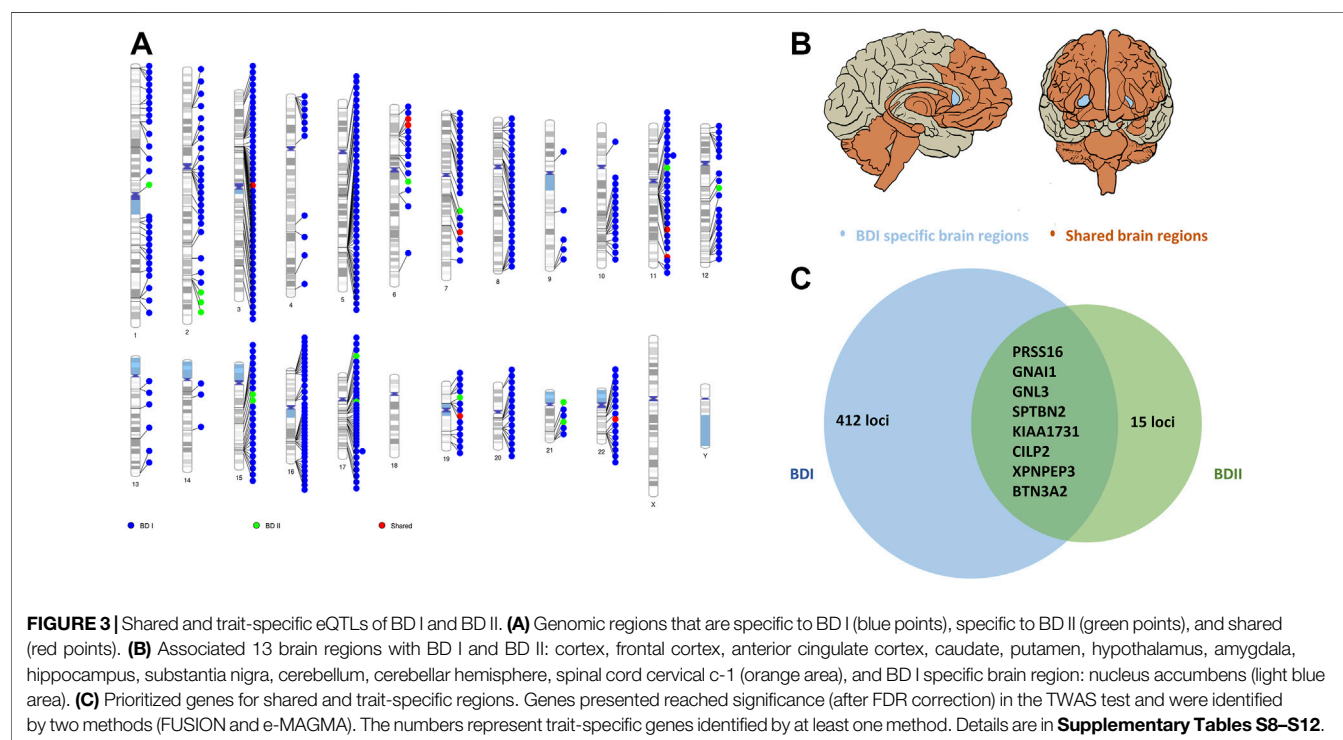 A
1
2
3
4
5
6
7
8
9
10
11
12
13
14
15
16
17
18
19
20
21
22
X
Y
BD I
BD II
Shared
B
BDI specific brain regions
Shared brain regions
C
412 loci
PRSS16
GNAI1
GNL3
SPTBN2
KIAA1731
CILP2
XPNPEP3
BTN3A2
15 loci
BDI
BDII
FIGURE 3 | Shared and trait-specific eQTLs of BD I and BD II. (A) Genomic regions that are specific to BD I (blue points), specific to BD II (green points), and shared
(red points). (B) Associated 13 brain regions with BD I and BD II: cortex, frontal cortex, anterior cingulate cortex, caudate, putamen, hypothalamus, amygdala,
hippocampus, substantia nigra, cerebellum, cerebellar hemisphere, spinal cord cervical c-1 (orange area), and BD I specific brain region: nucleus accumbens (light blue
area). (C) Prioritized genes for shared and trait-specific regions. Genes presented reached significance (after FDR correction) in the TWAS test and were identified
by two methods (FUSION and e-MAGMA). The numbers represent trait-specific genes identified by at least one method. Details are in Supplementary Tables S8–S12.